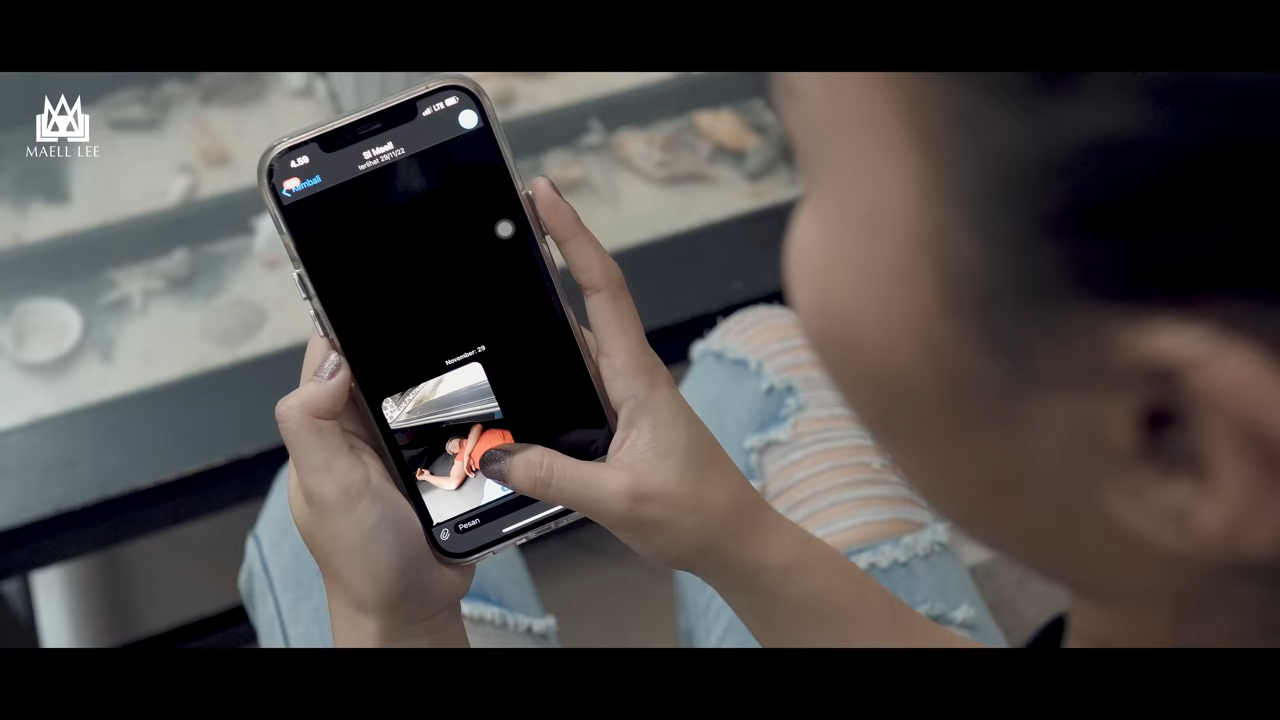 MAELL LEE
4.50
LTE
Si Maell
terlihat 29/11/22
Kembali
November 29
Pesan